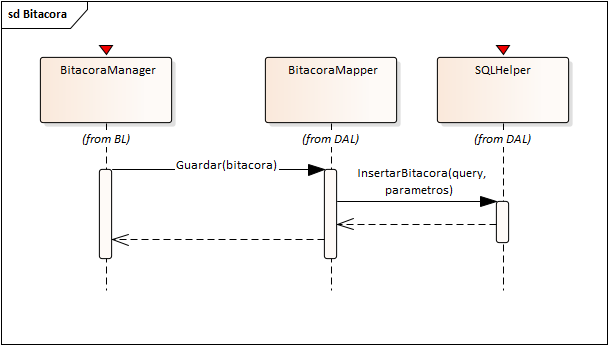 sd Bitacora
BitacoraManager
BitacoraMapper
SQLHelper
(from BL)
(from DAL)
(from DAL)
Guardar(bitacora)
InsertarBitacora(query,
parametros)